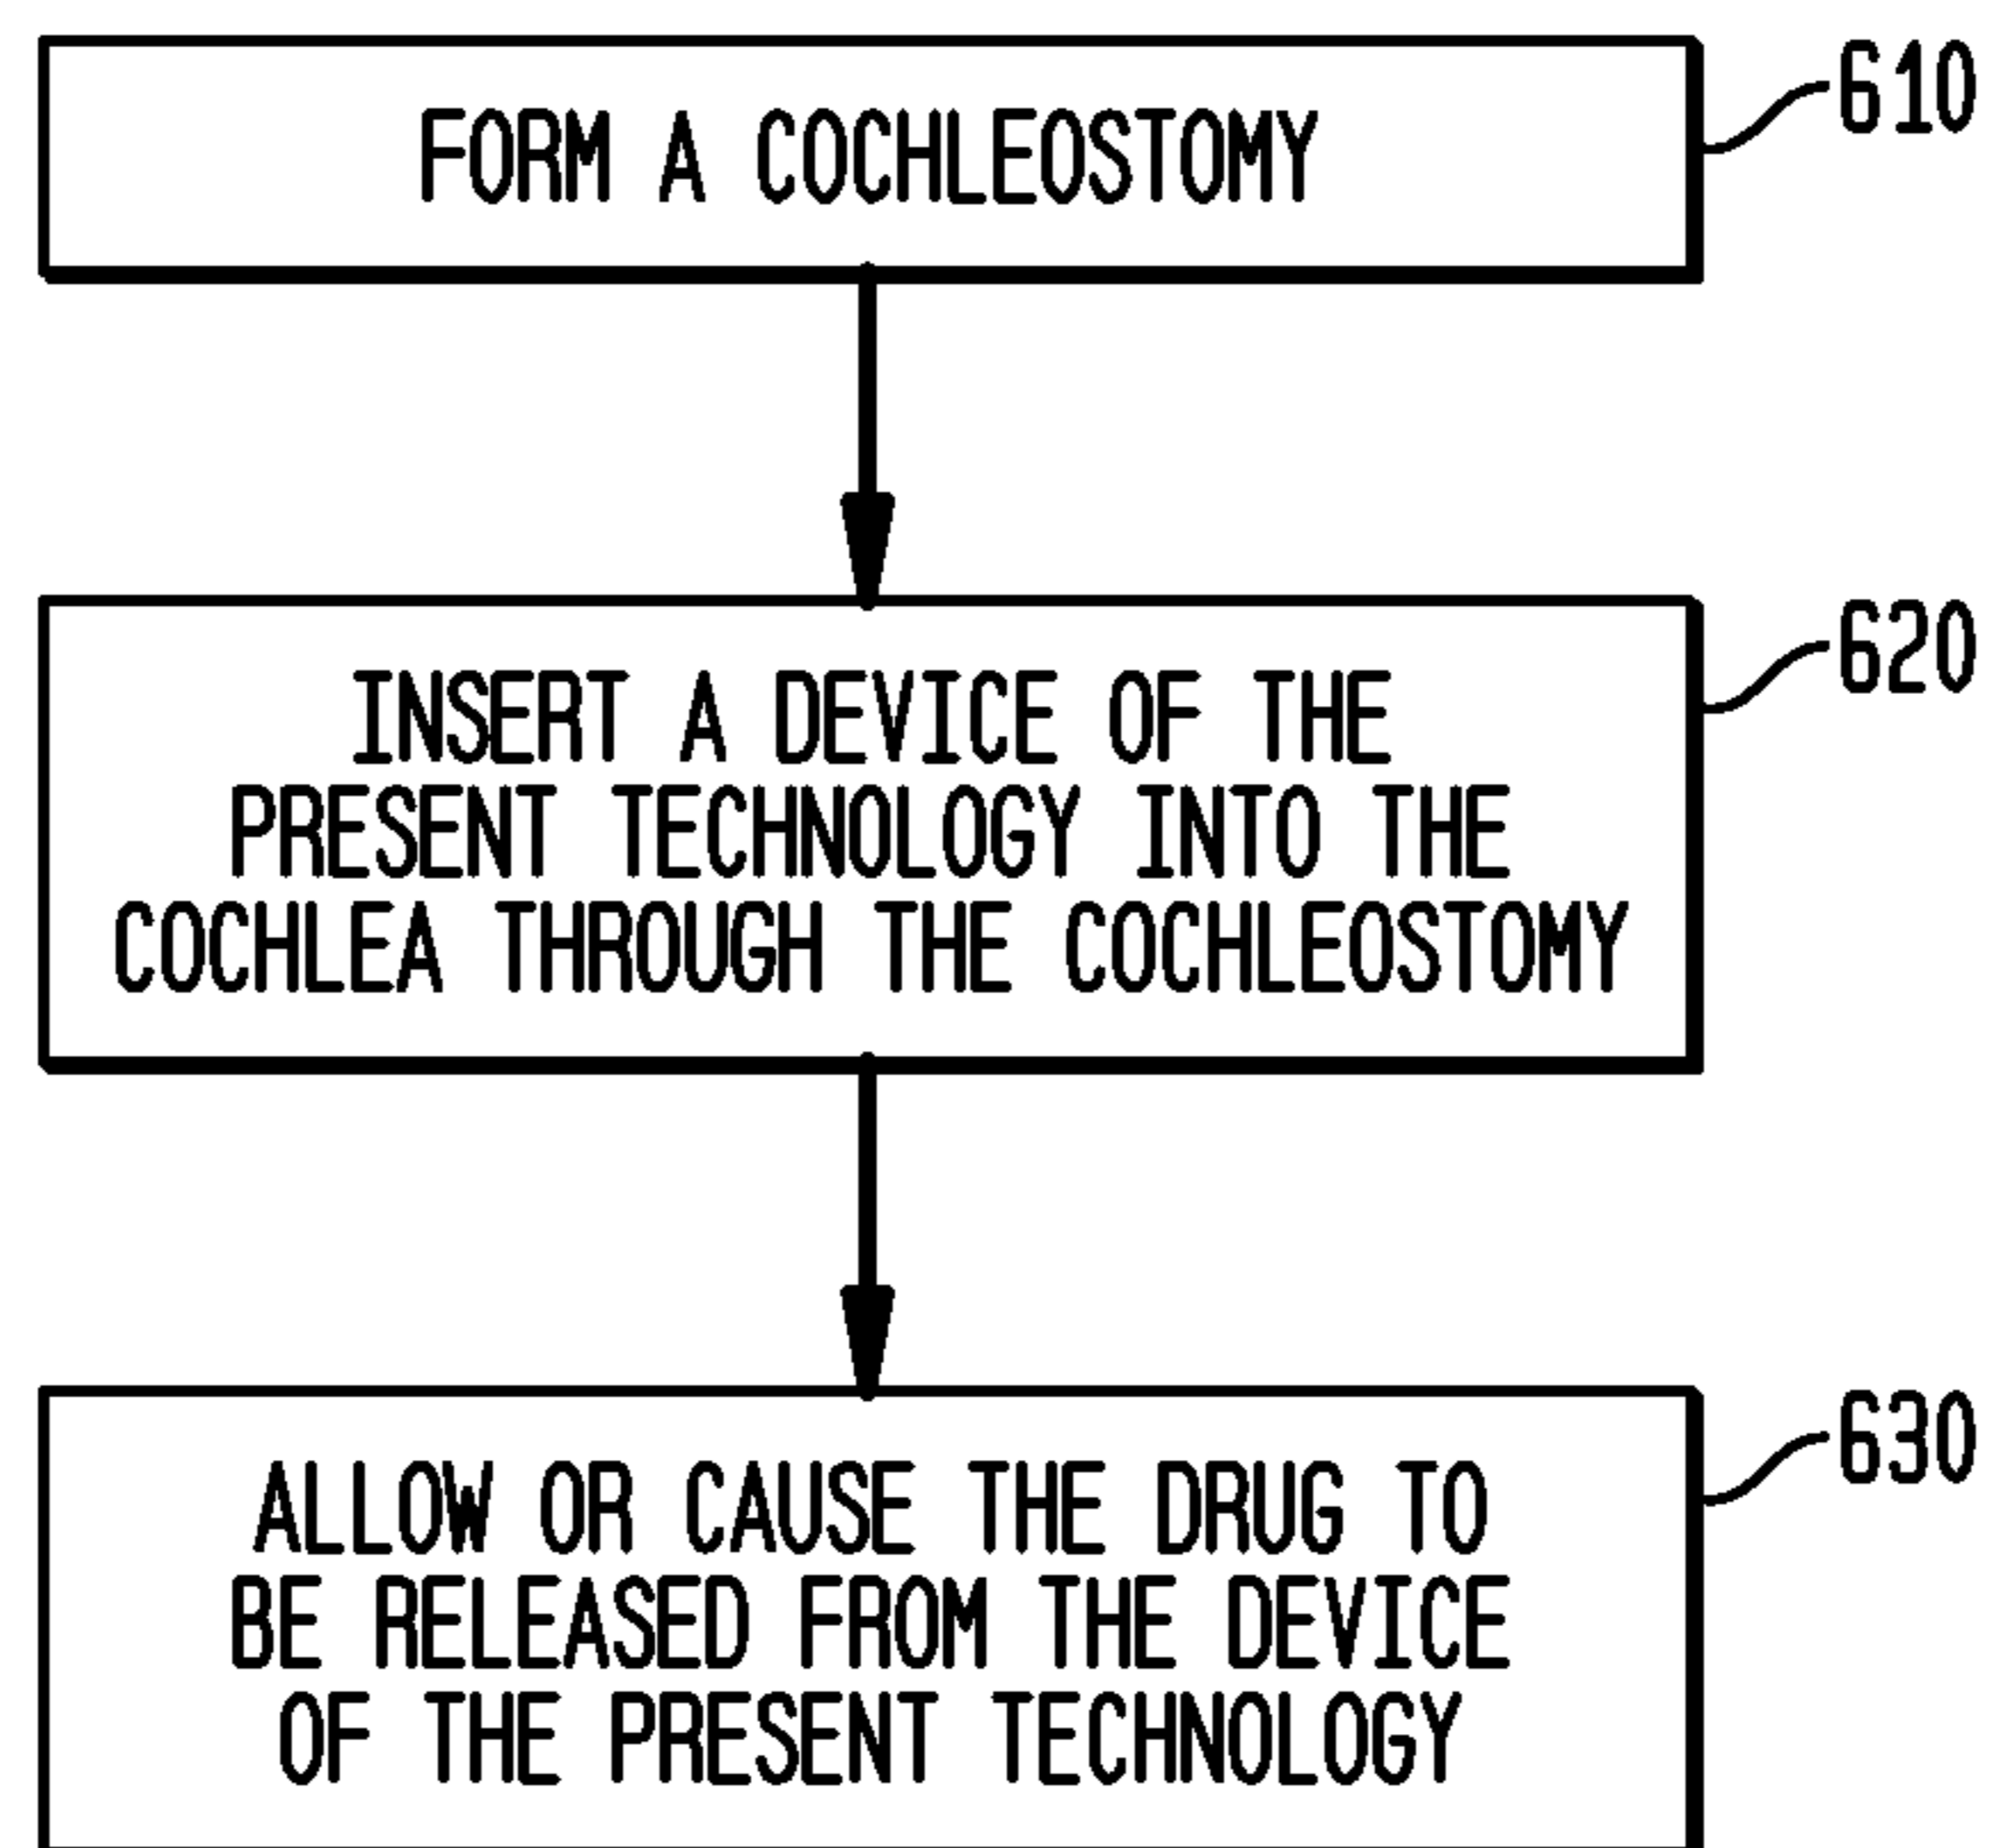 FORM A COCHLEOSTOMY
610
INSERT A DEVICE OF THE
PRESENT TECHNOLOGY INTO THE
COCHLEA THROUGH THE COCHLEOSTOMY
620
ALLOW OR CAUSE THE DRUG TO
BE RELEASED FROM THE DEVICE
OF THE PRESENT TECHNOLOGY
630